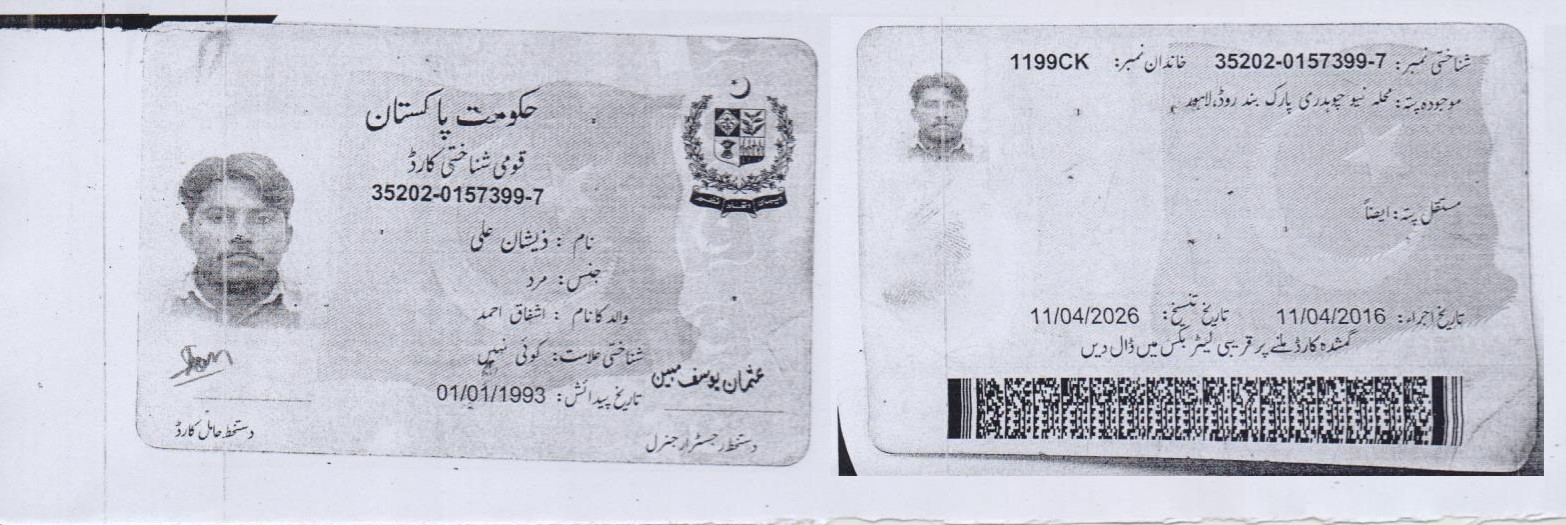 حکومت پاکستان
قومی شناختی کارڈ
35202-0157399-7
نام : ذیشان علی
جنس: مرد
والد کا نام : اشفاق احمد
شناختی علامت: کوئی نہیں
تاریخ پیدائش: 01/01/1993
عثمان یوسف مبین
دستخط حامل کارڈ
دستخط رجسٹرار جنرل
شناختی نمبر: 35202-0157399-7 خاندان نمبر: 1199CK
موجودہ پتہ: محلہ نیو چوہدری پارک بند روڈ، لاہور
مستقل پتہ: ایضاً
تاریخ اجراء: 11/04/2016 تاریخ تنسیخ: 11/04/2026
گمشدہ کارڈ ملنے پر قریبی لیٹر بکس میں ڈال دیں